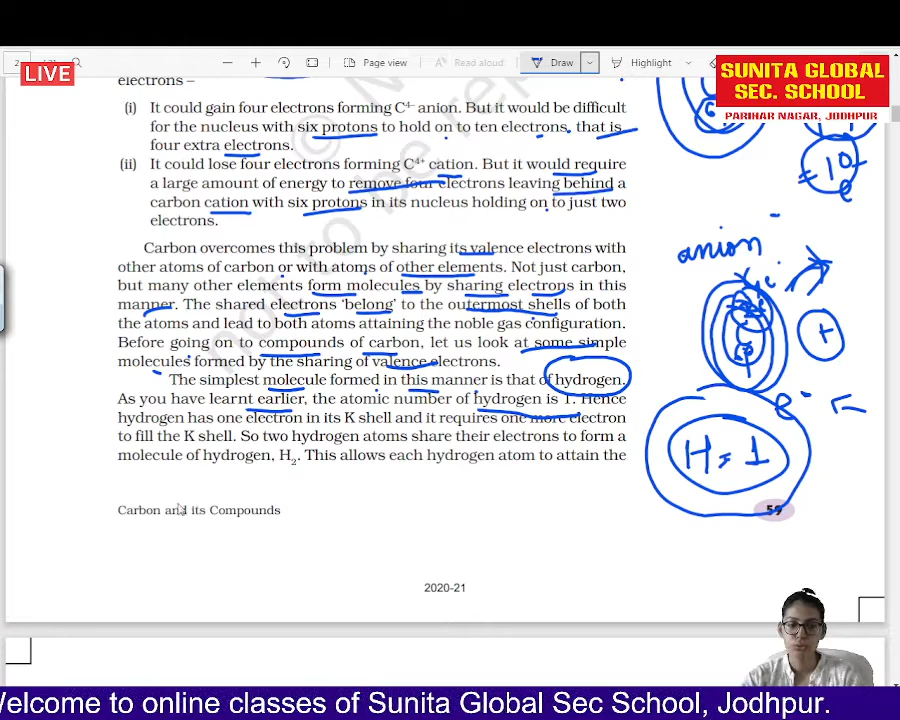 2
Page view
Read aloud
Draw
Highlight
LIVE
SUNITA GLOBAL
SEC. SCHOOL
PARIHAR NAGAR, JODHPUR
electrons –
(i) It could gain four electrons forming C4– anion. But it would be difficult
for the nucleus with six protons to hold on to ten electrons, that is
four extra electrons.
(ii) It could lose four electrons forming C4+ cation. But it would require
a large amount of energy to remove four electrons leaving behind a
carbon cation with six protons in its nucleus holding on to just two
electrons.
Carbon overcomes this problem by sharing its valence electrons with
other atoms of carbon or with atoms of other elements. Not just carbon,
but many other elements form molecules by sharing electrons in this
manner. The shared electrons ‘belong’ to the outermost shells of both
the atoms and lead to both atoms attaining the noble gas configuration.
Before going on to compounds of carbon, let us look at some simple
molecules formed by the sharing of valence electrons.
The simplest molecule formed in this manner is that of hydrogen.
As you have learnt earlier, the atomic number of hydrogen is 1. Hence
hydrogen has one electron in its K shell and it requires one more electron
to fill the K shell. So two hydrogen atoms share their electrons to form a
molecule of hydrogen, H2. This allows each hydrogen atom to attain the
= 10
e
anion
+
e-
H = 1
Carbon and its Compounds
59
2020-21
Welcome to online classes of Sunita Global Sec School, Jodhpur.